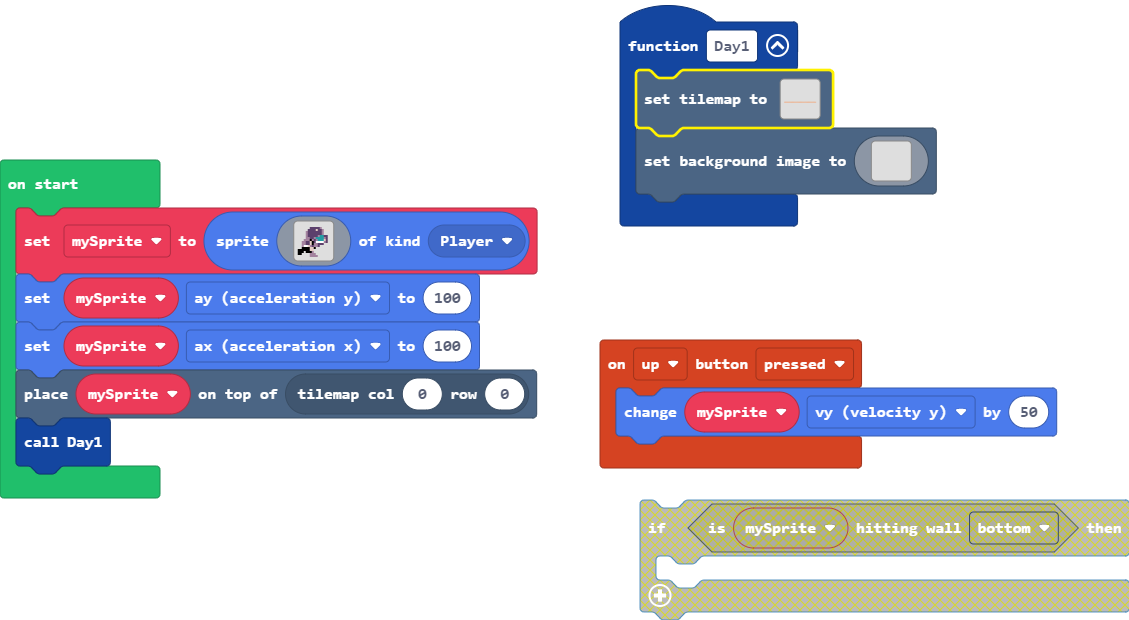 on start
set mySprite to sprite of kind Player
set mySprite ay (acceleration y) to 100
set mySprite ax (acceleration x) to 100
place mySprite on top of tilemap col 0 row 0
call Day1
function Day1
set tilemap to
set background image to
on up button pressed
change mySprite vy (velocity y) by 50
if is mySprite hitting wall bottom then